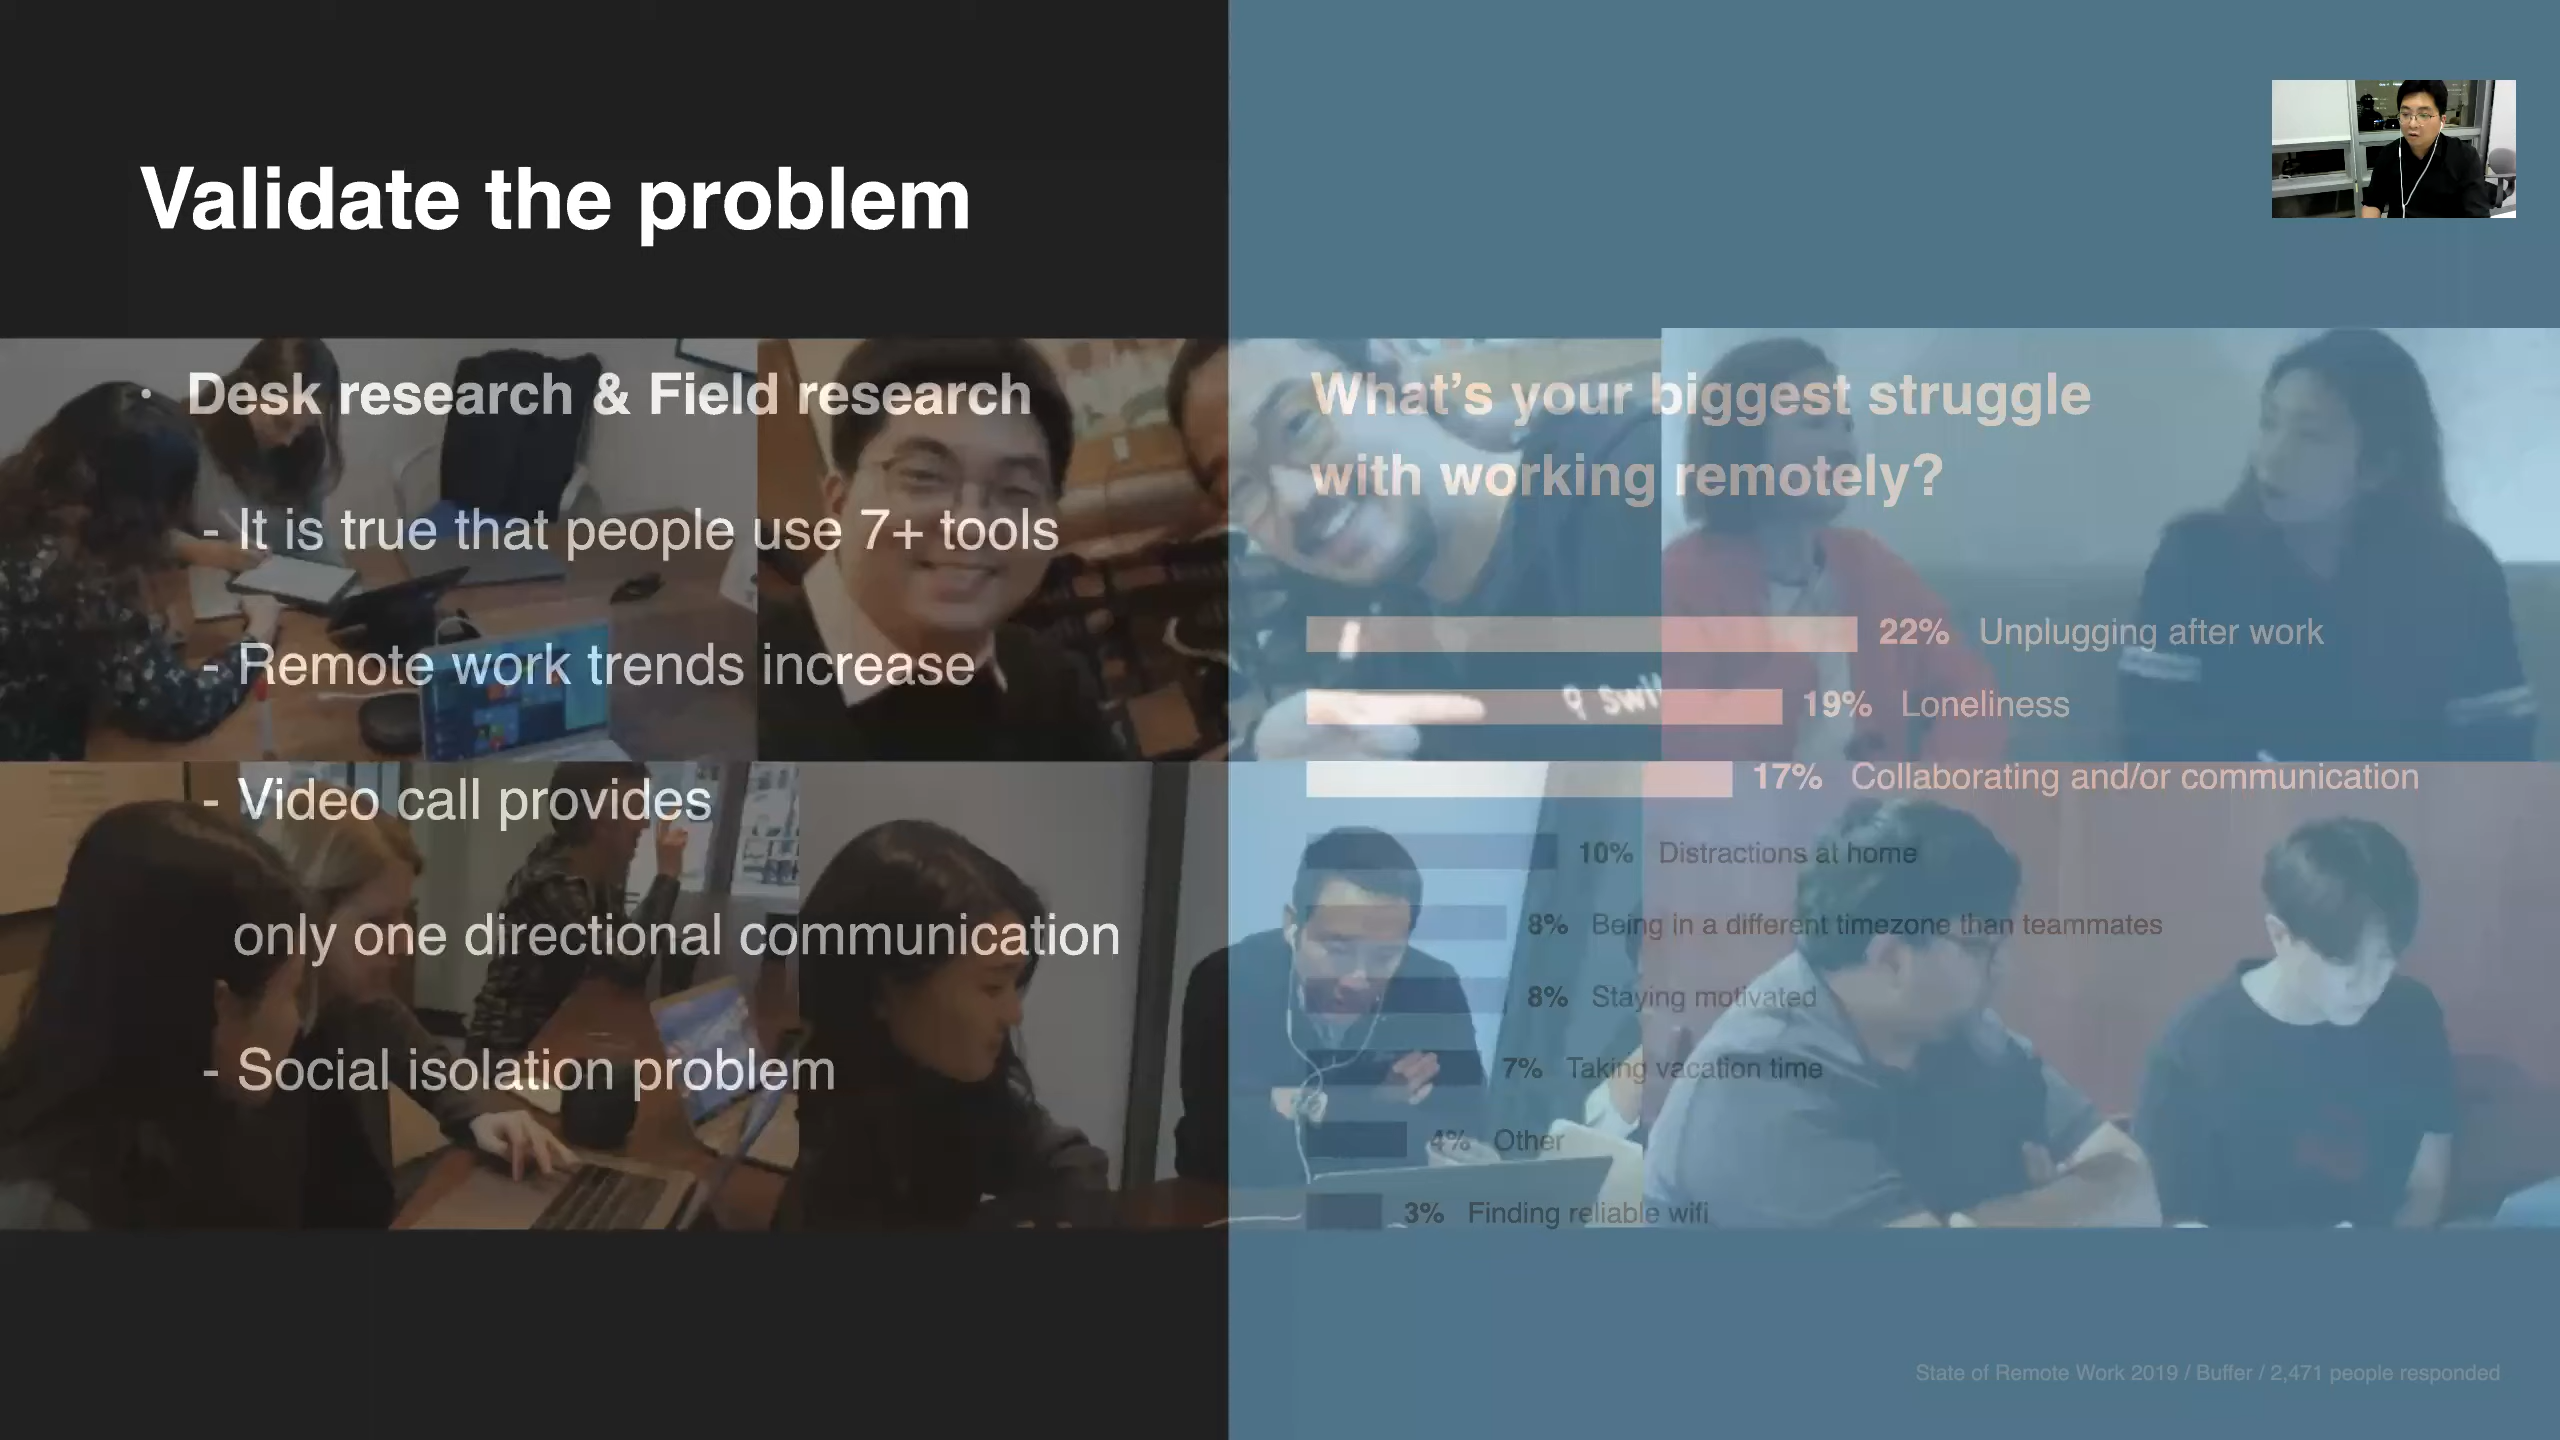 Validate the problem
• Desk research & Field research
- It is true that people use 7+ tools
- Remote work trends increase
- Video call provides
only one directional communication
- Social isolation problem
What’s your biggest struggle
with working remotely?
22% Unplugging after work
19% Loneliness
17% Collaborating and/or communication
10% Distractions at home
8% Being in a different timezone than teammates
8% Staying motivated
7% Taking vacation time
4% Other
3% Finding reliable wifi
State of Remote Work 2019 / Buffer / 2,471 people responded